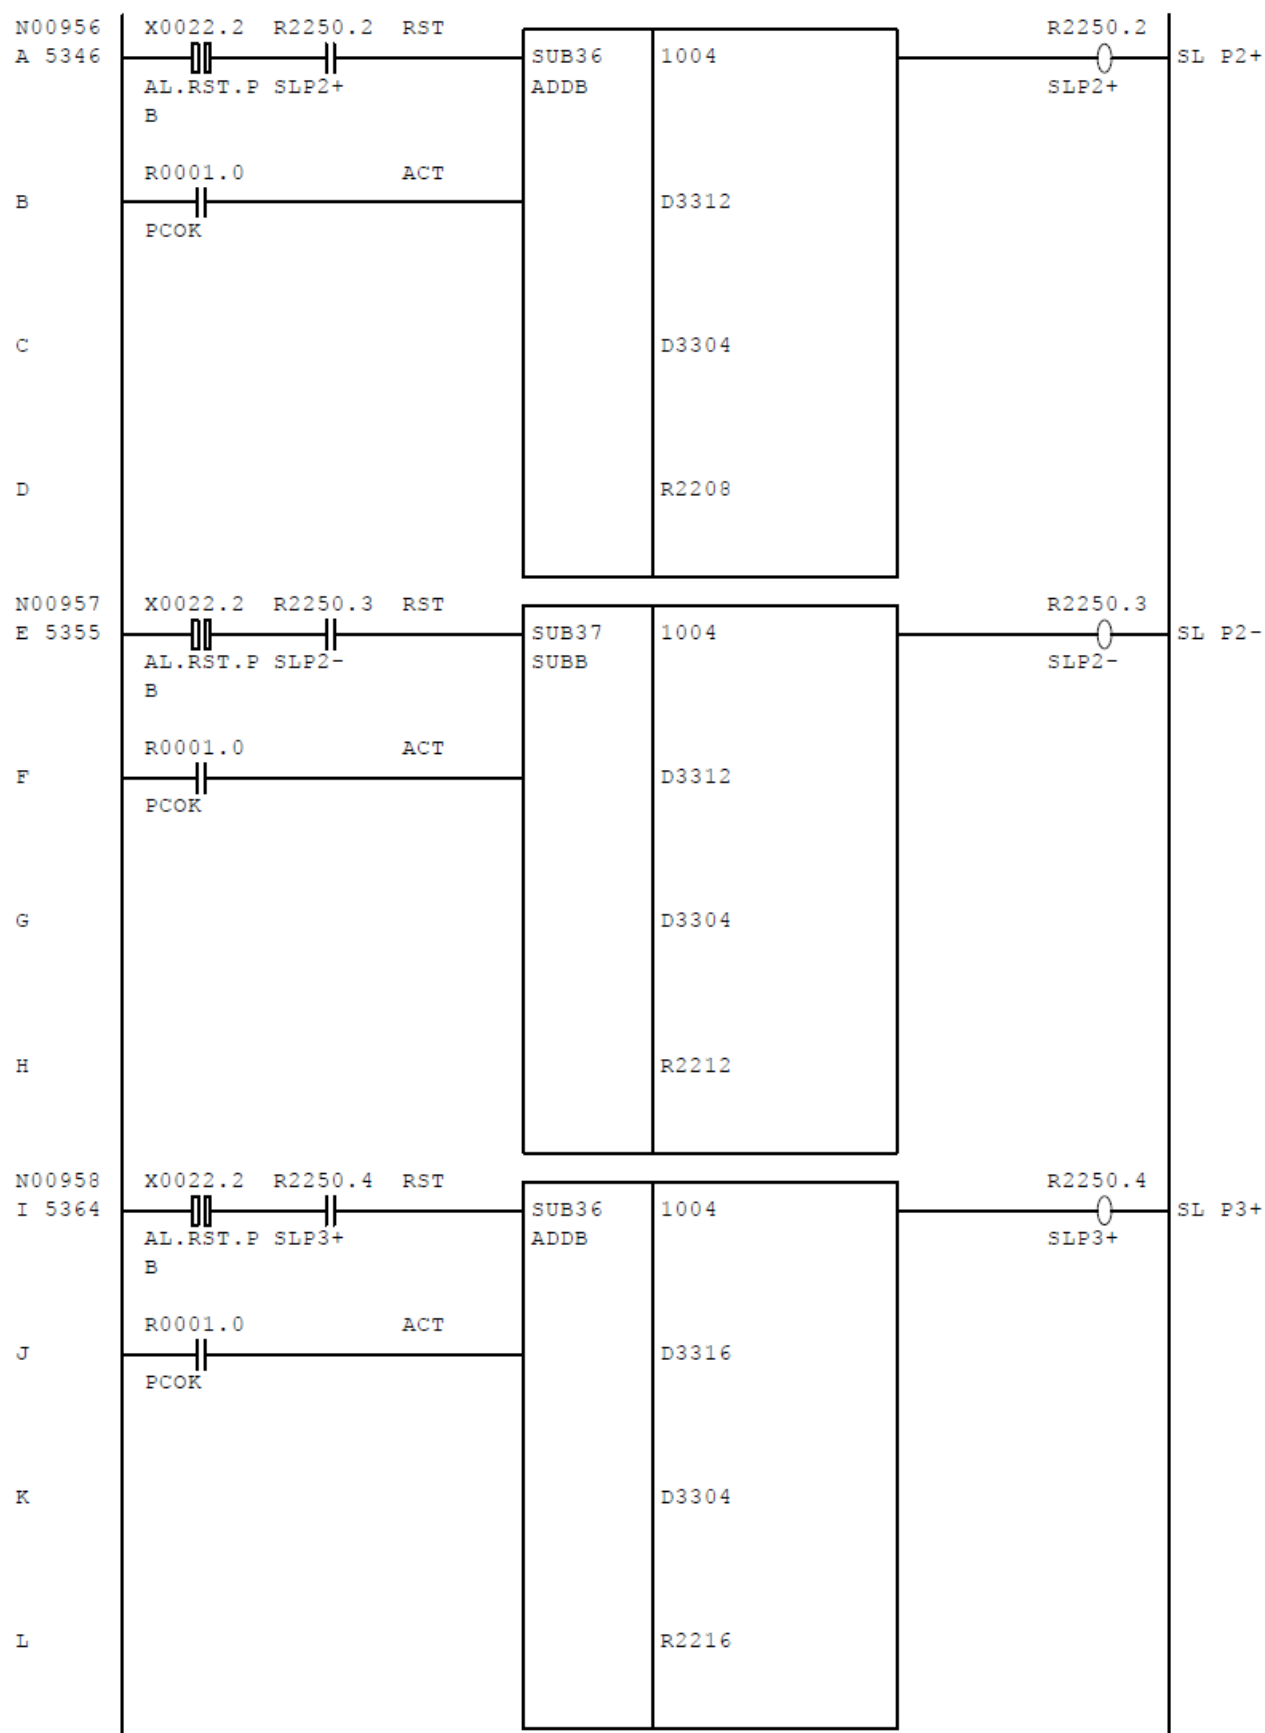 N00956 X0022.2 R2250.2 RST R2250.2
A 5346 SUB36 1004 SL P2+
AL.RST.P SLP2+ ADDB SLP2+
B
R0001.0 ACT
B D3312
PCOK
C D3304
D R2208
N00957 X0022.2 R2250.3 RST R2250.3
E 5355 SUB37 1004 SL P2-
AL.RST.P SLP2- SUBB SLP2-
B
R0001.0 ACT
F D3312
PCOK
G D3304
H R2212
N00958 X0022.2 R2250.4 RST R2250.4
I 5364 SUB36 1004 SL P3+
AL.RST.P SLP3+ ADDB SLP3+
B
R0001.0 ACT
J D3316
PCOK
K D3304
L R2216